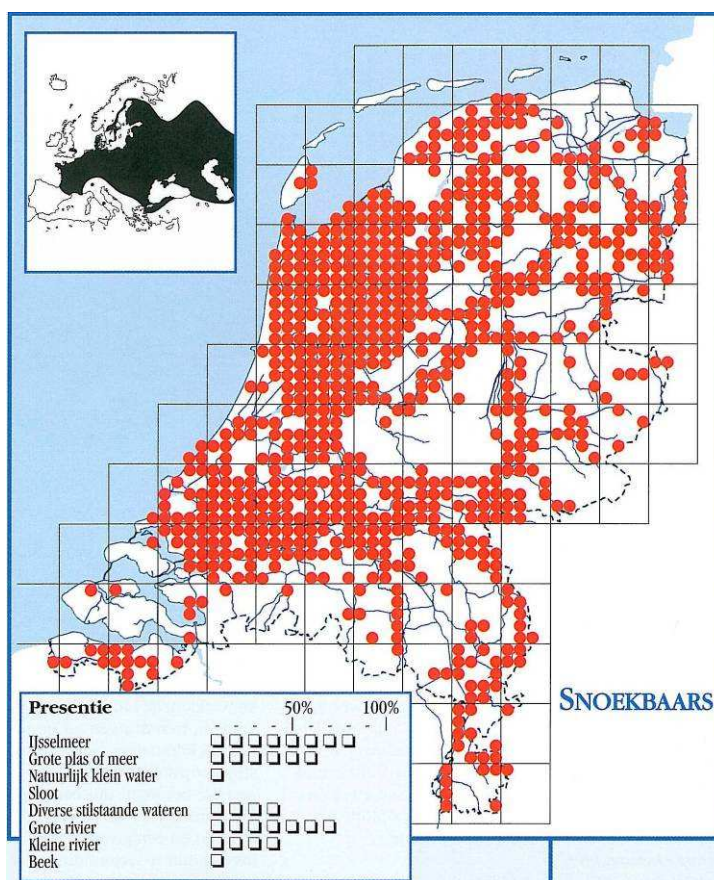 SNOEKBAARS
Presentie 50% 100%
IJsselmeer
Grote plas of meer
Natuurlijk klein water
Sloot -
Diverse stilstaande wateren
Grote rivier
Kleine rivier
Beek